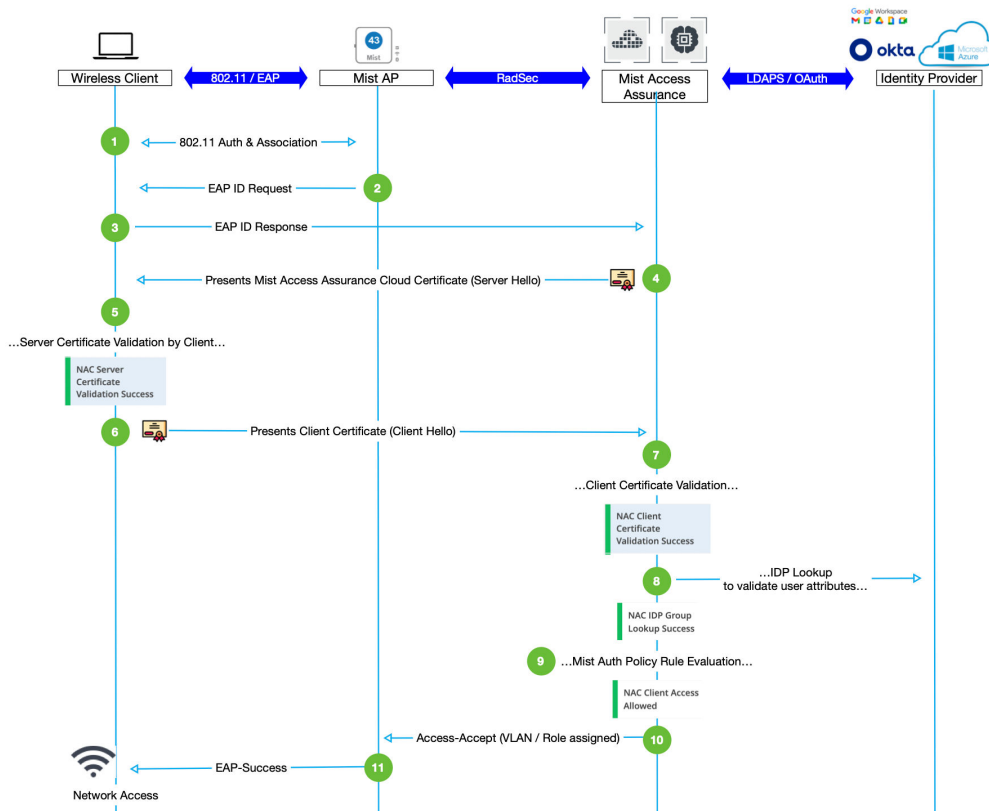 Google Workspace
okta
Microsoft
Azure
43
Mist
Wireless Client
802.11 / EAP
Mist AP
RadSec
Mist Access
Assurance
LDAPS / OAuth
Identity Provider
1
802.11 Auth & Association
EAP ID Request
2
3
EAP ID Response
Presents Mist Access Assurance Cloud Certificate (Server Hello)
4
5
…Server Certificate Validation by Client…
NAC Server
Certificate
Validation Success
6
Presents Client Certificate (Client Hello)
7
…Client Certificate Validation…
NAC Client
Certificate
Validation Success
8
…IDP Lookup
to validate user attributes…
NAC IDP Group
Lookup Success
9
…Mist Auth Policy Rule Evaluation…
NAC Client Access
Allowed
Access-Accept (VLAN / Role assigned)
10
EAP-Success
11
Network Access